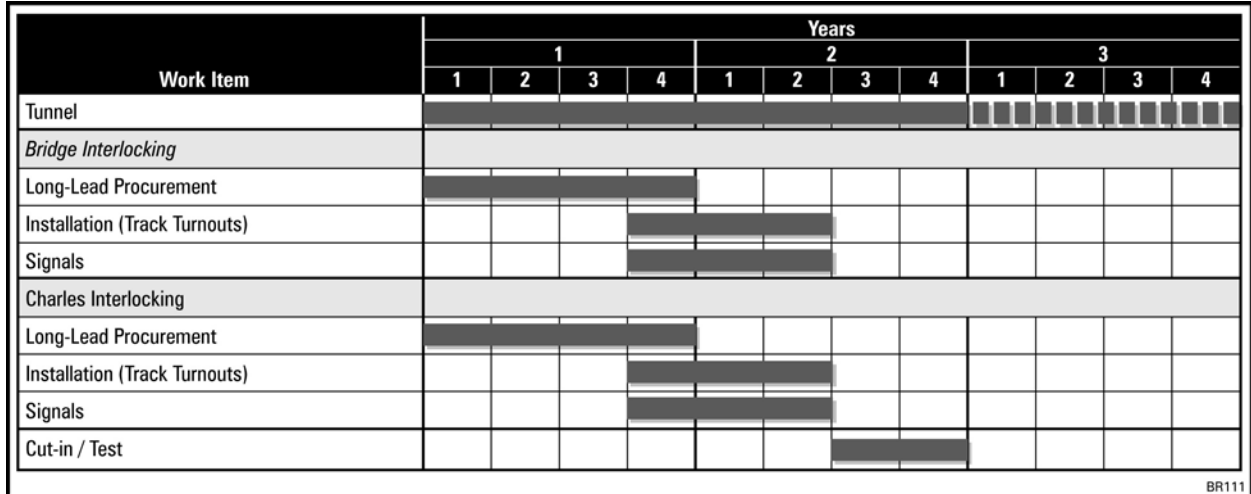 Years
1 2 3
Work Item 1 2 3 4 1 2 3 4 1 2 3 4
Tunnel
Bridge Interlocking
Long-Lead Procurement
Installation (Track Turnouts)
Signals
Charles Interlocking
Long-Lead Procurement
Installation (Track Turnouts)
Signals
Cut-in / Test
BR111